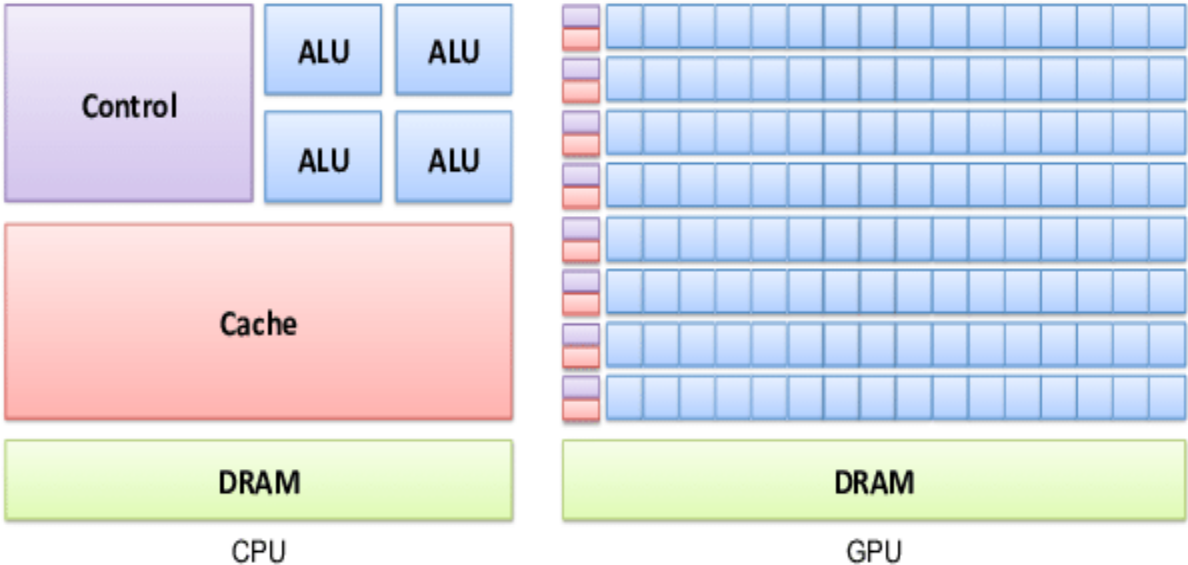 Control
ALU ALU
ALU ALU
Cache
DRAM
CPU
DRAM
GPU